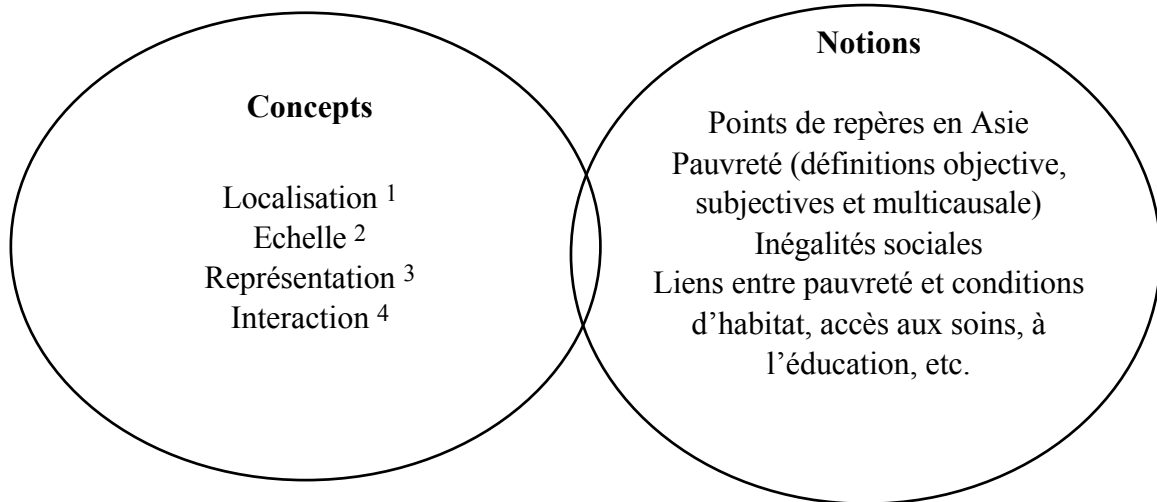 Concepts
Localisation 1
Echelle 2
Représentation 3
Interaction 4
Notions
Points de repères en Asie
Pauvreté (définitions objective,
subjectives et multicausale)
Inégalités sociales
Liens entre pauvreté et conditions
d’habitat, accès aux soins, à
l’éducation, etc.